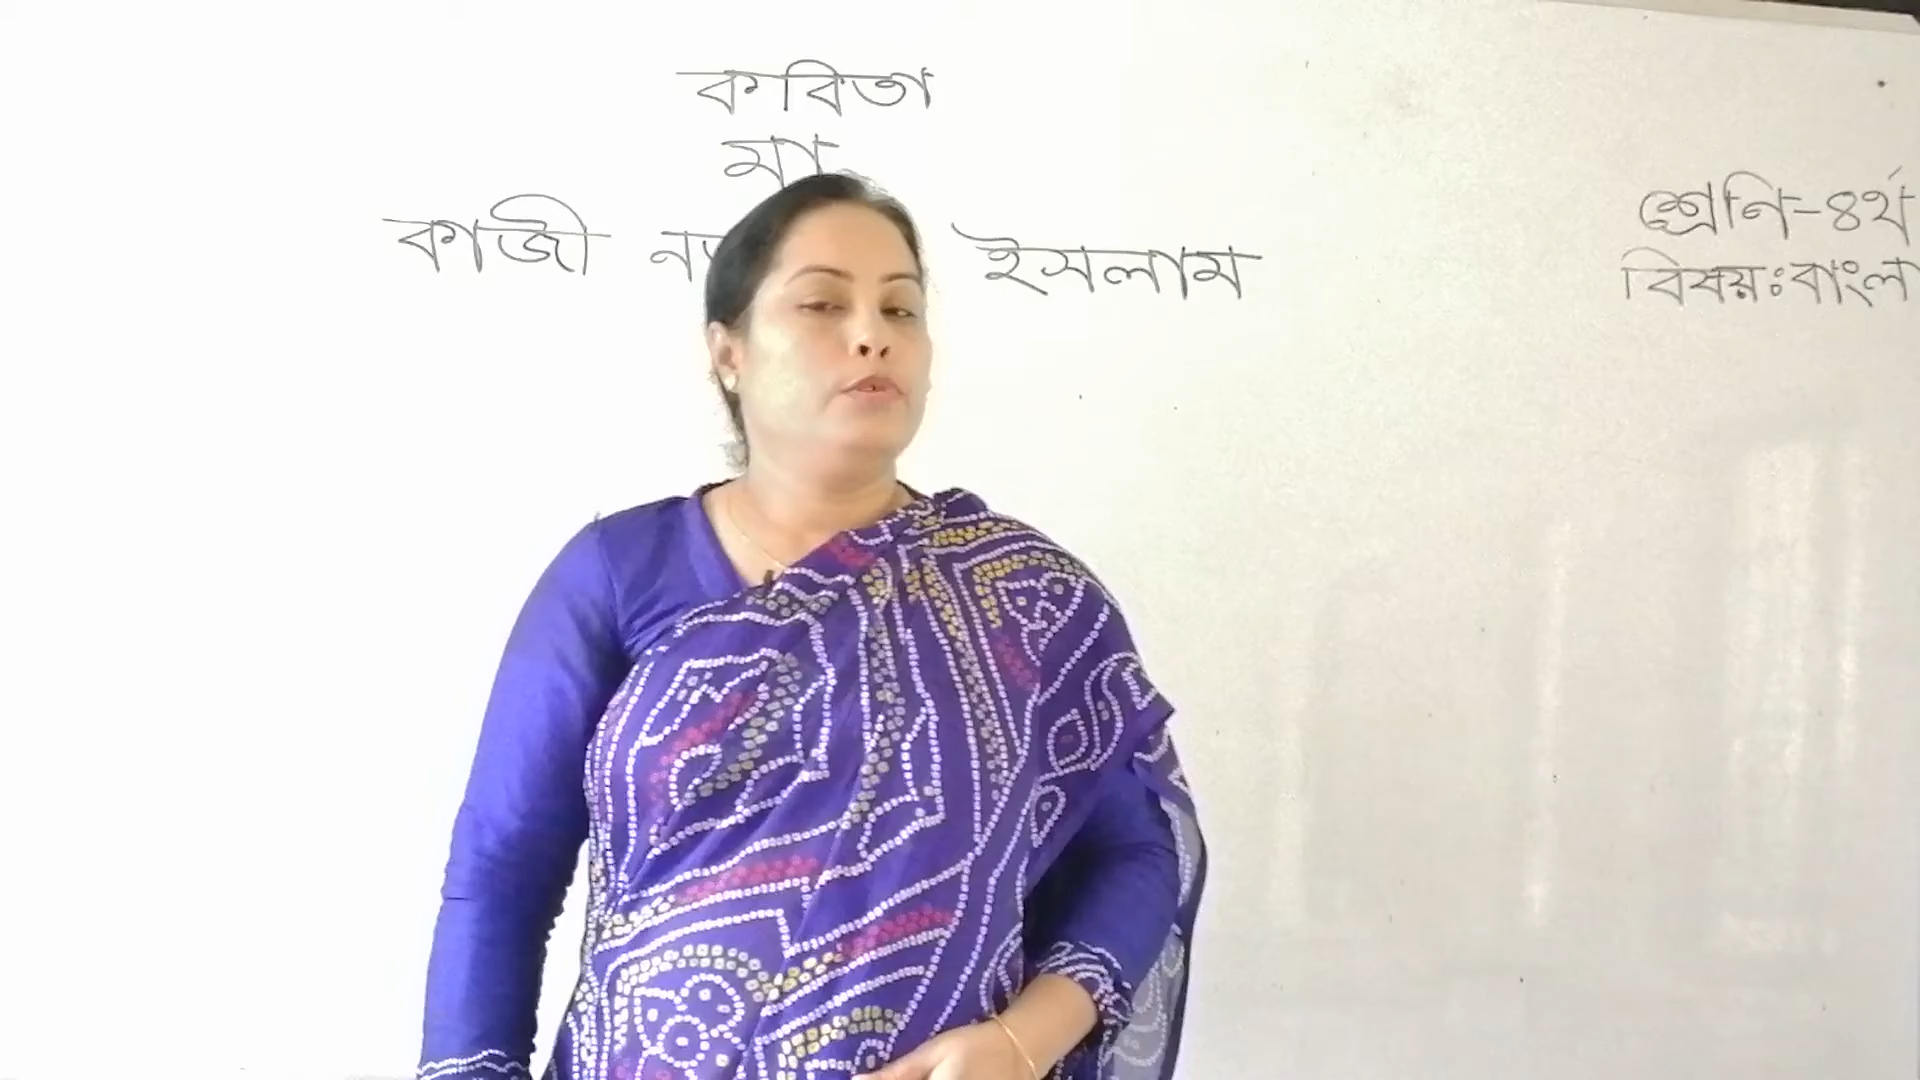 কবিতা
মা
কাজী ইসলাম
শ্রেণি-৪র্থ
বিষয়ঃবাংলা